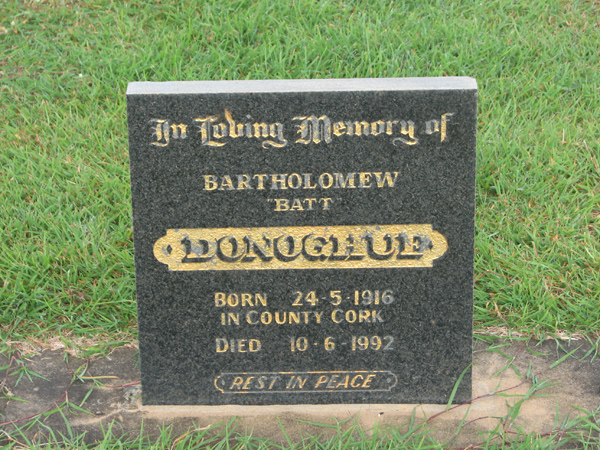 In Loving Memory of
BARTHOLOMEW
"BATT"
DONOGHUE
BORN 24-5-1916
IN COUNTY CORK
DIED 10-6-1992
REST IN PEACE